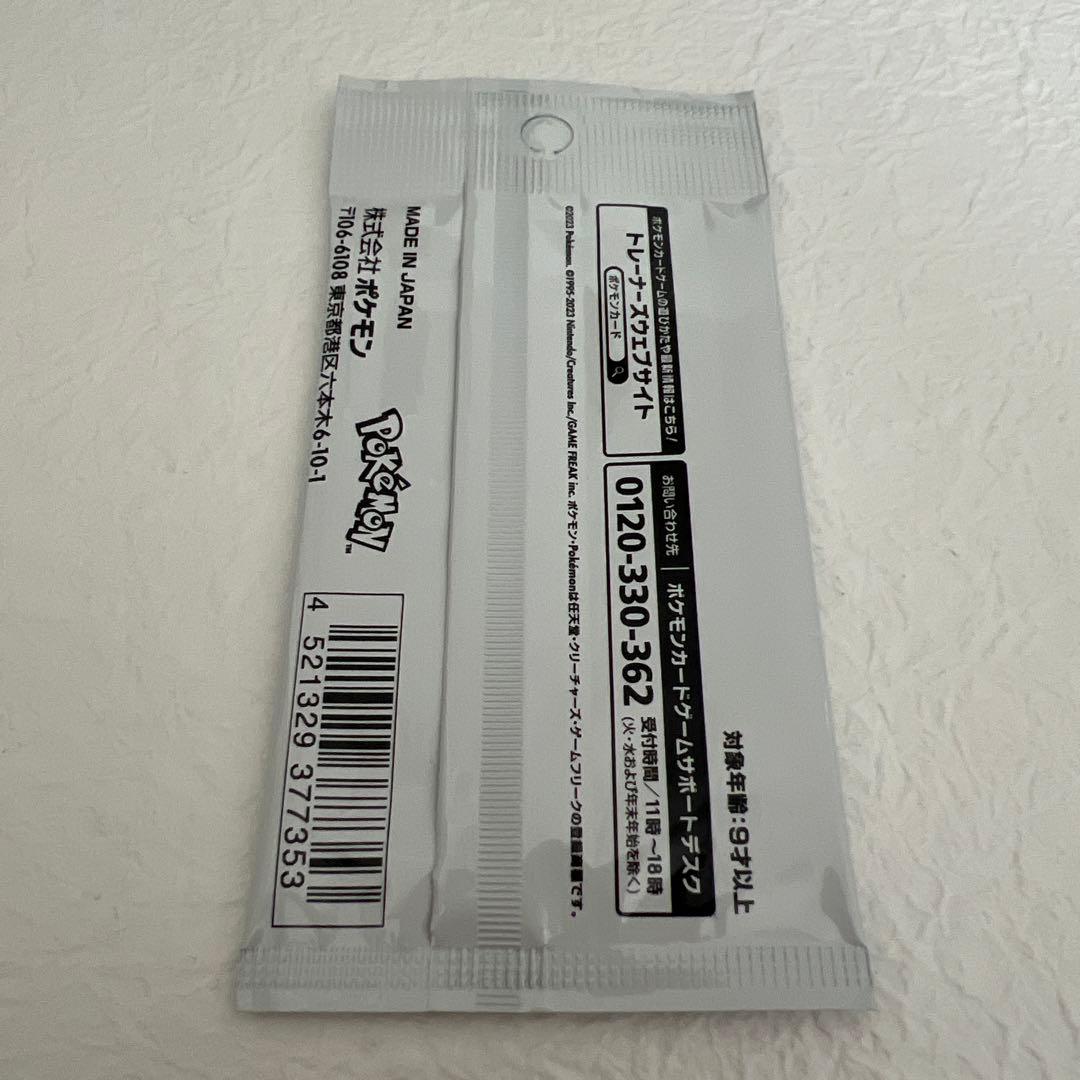 対象年齢:9才以上
ポケモンカードゲームの遊びかたや最新情報はこちら!
トレーナーズウェブサイト
ポケモンカード
お問い合わせ先
ポケモンカードゲームサポートデスク
0120-330-362
受付時間/11時~18時
(火・水および年末年始を除く)
©2023 Pokémon. ©1995-2023 Nintendo/Creatures Inc./GAME FREAK inc. ポケモン・Pokémonは任天堂・クリーチャーズ・ゲームフリークの登録商標です。
MADE IN JAPAN
株式会社 ポケモン
〒106-6108 東京都港区六本木6-10-1
POKéMON™
4 521329 377353